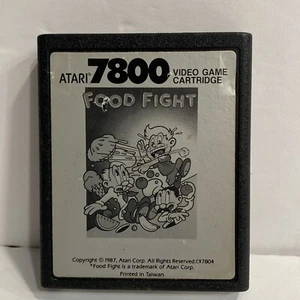 ATARI 7800 VIDEO GAME CARTRIDGE
FOOD FIGHT
Copyright © 1987, Atari Corp. All Rights Reserved. CX7804
*Food Fight is a trademark of Atari Corp.
Printed in Taiwan.